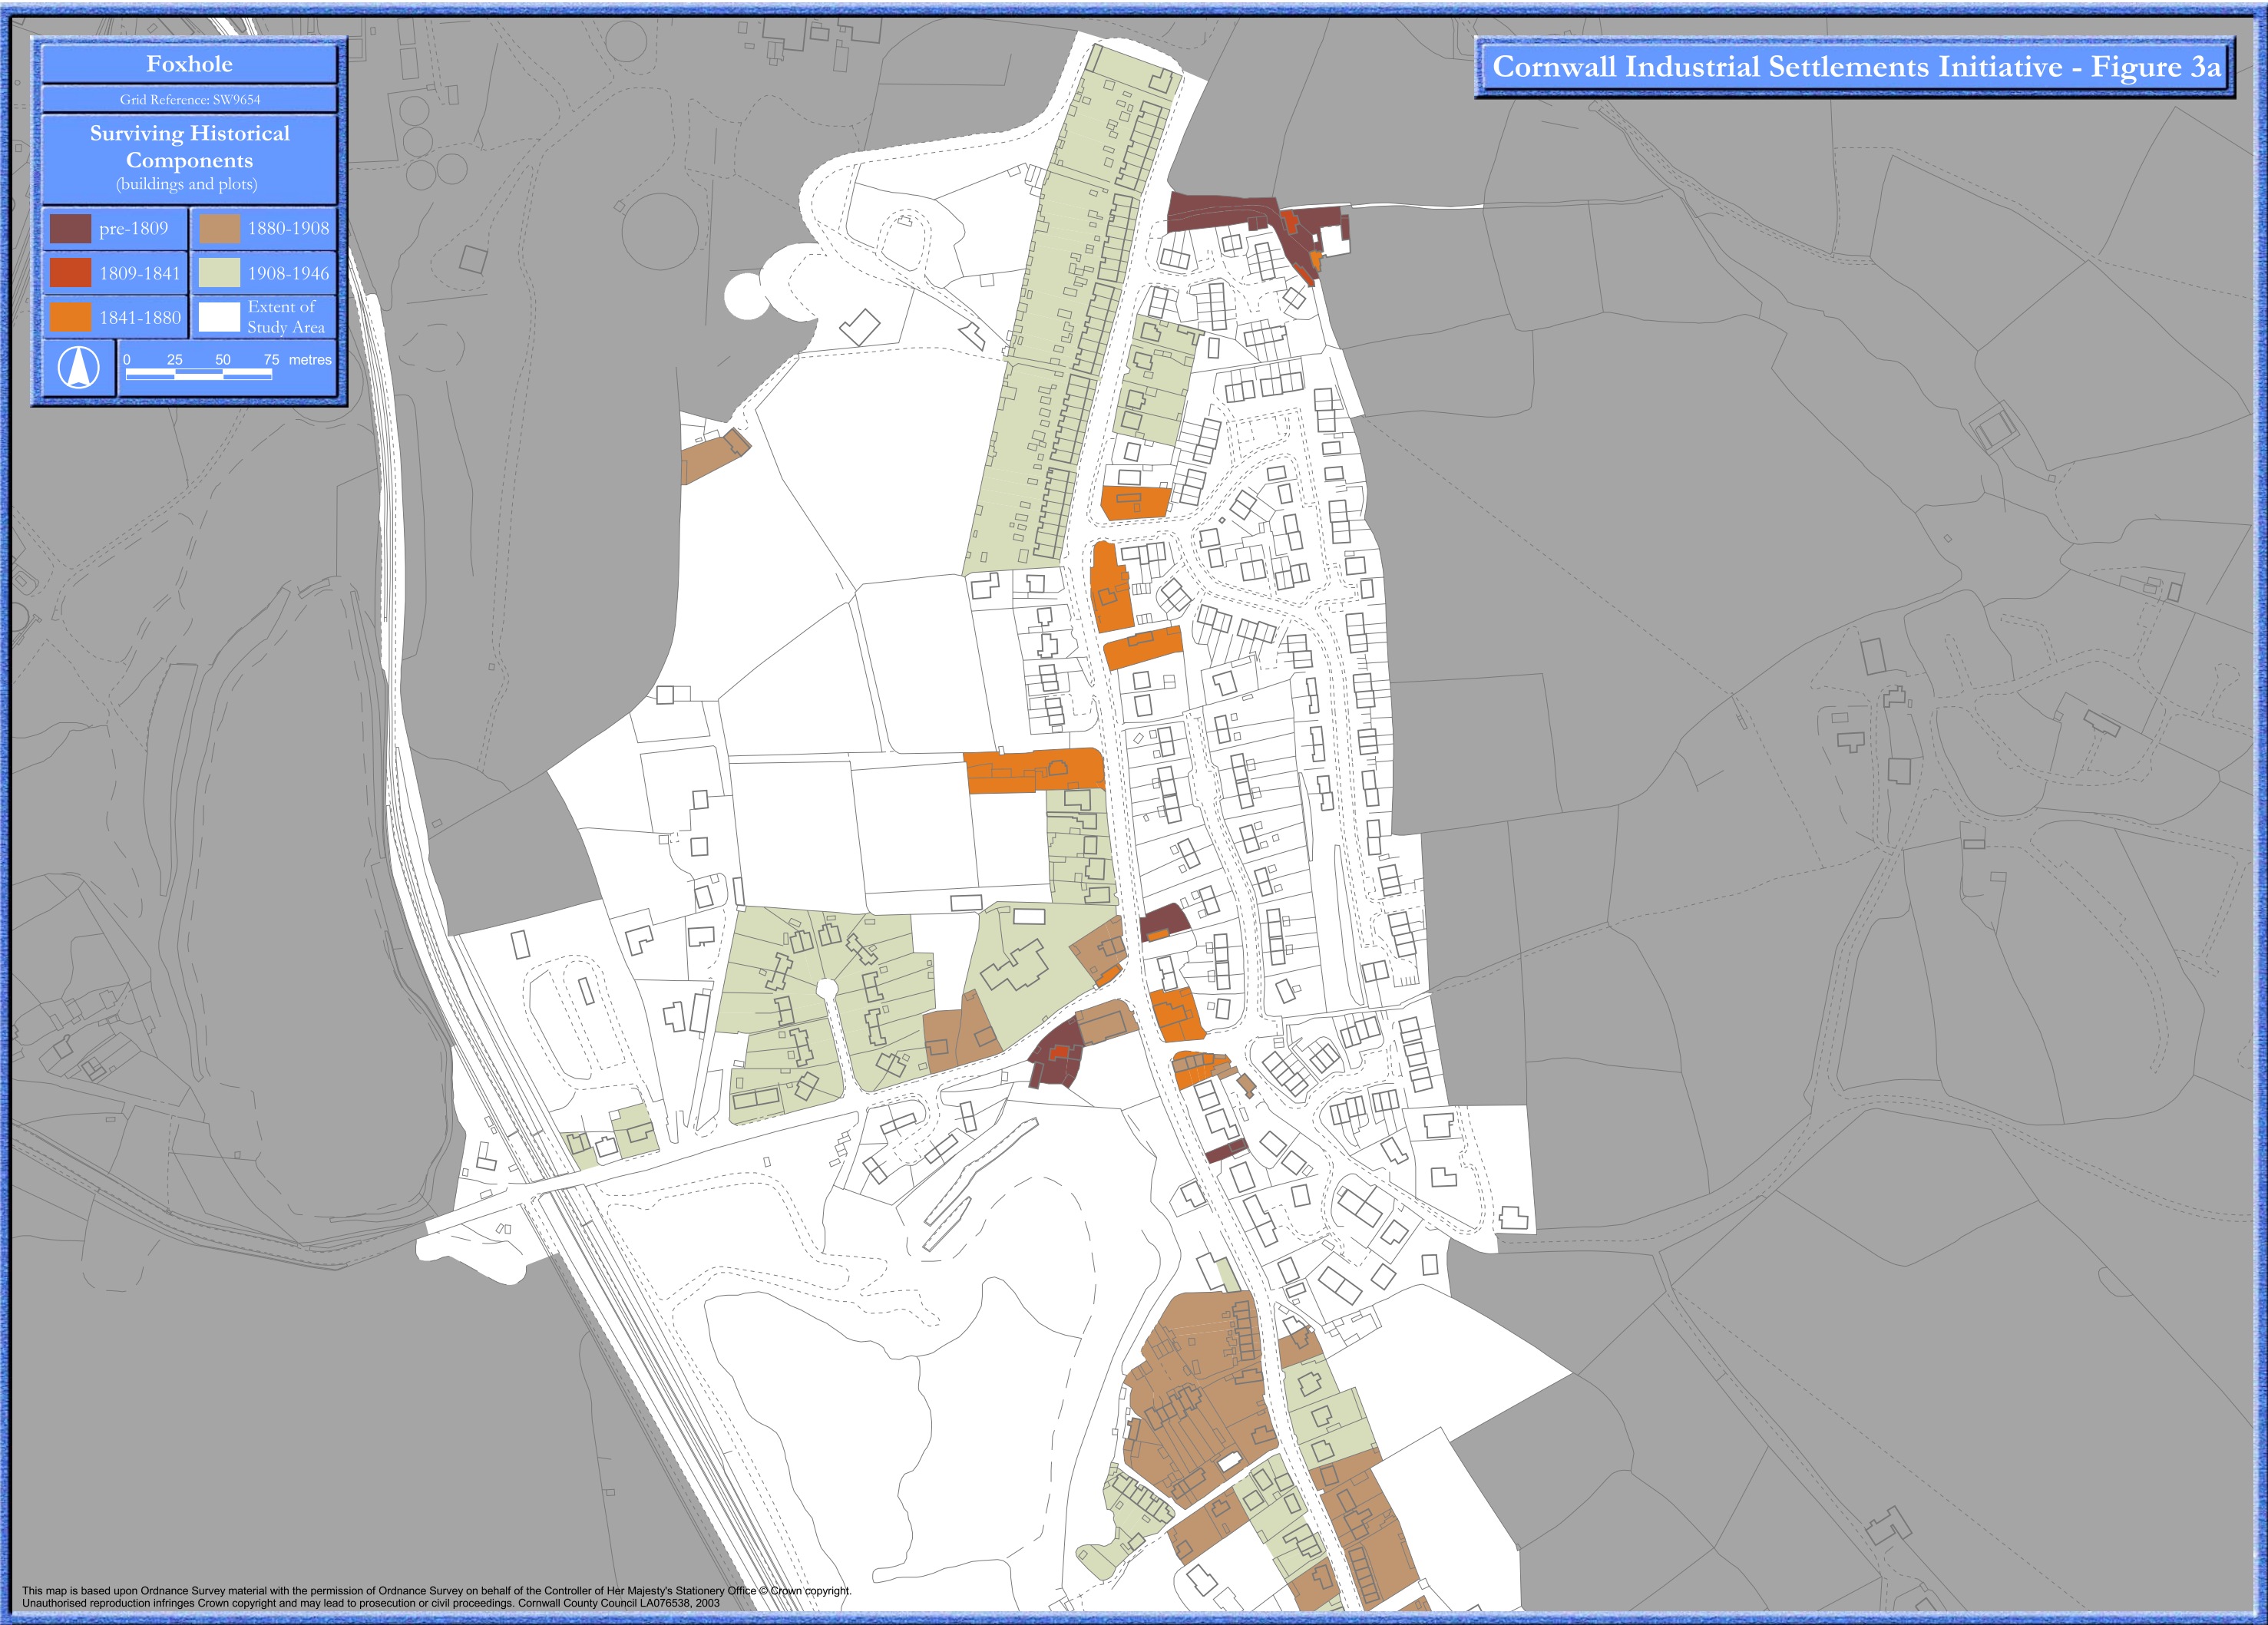 Foxhole
Grid Reference: SW9654
Surviving Historical
Components
(buildings and plots)
pre-1809
1880-1908
1809-1841
1908-1946
1841-1880
Extent of
Study Area
0 25 50 75 metres
Cornwall Industrial Settlements Initiative - Figure 3a
This map is based upon Ordnance Survey material with the permission of Ordnance Survey on behalf of the Controller of Her Majesty's Stationery Office © Crown copyright.
Unauthorised reproduction infringes Crown copyright and may lead to prosecution or civil proceedings. Cornwall County Council LA076538, 2003